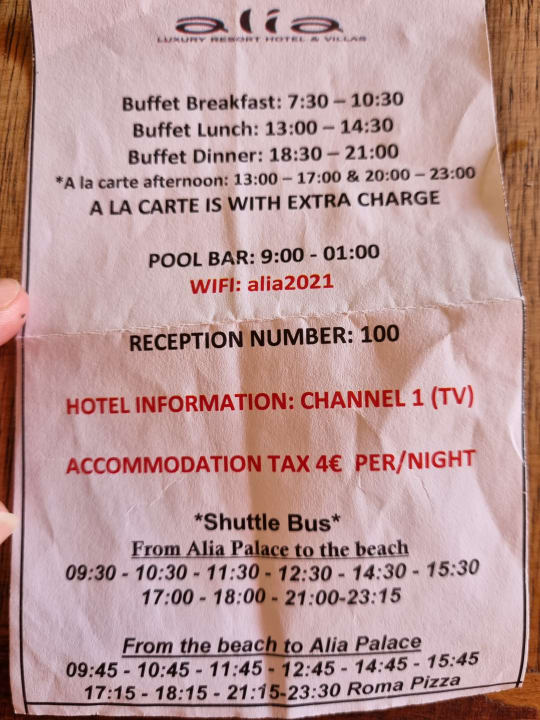 alia
LUXURY RESORT HOTEL & VILLAS
Buffet Breakfast: 7:30 – 10:30
Buffet Lunch: 13:00 – 14:30
Buffet Dinner: 18:30 – 21:00
*A la carte afternoon: 13:00 – 17:00 & 20:00 – 23:00
A LA CARTE IS WITH EXTRA CHARGE
POOL BAR: 9:00 - 01:00
WIFI: alia2021
RECEPTION NUMBER: 100
HOTEL INFORMATION: CHANNEL 1 (TV)
ACCOMMODATION TAX 4€ PER/NIGHT
*Shuttle Bus*
From Alia Palace to the beach
09:30 - 10:30 - 11:30 - 12:30 - 14:30 - 15:30
17:00 - 18:00 - 21:00-23:15
From the beach to Alia Palace
09:45 - 10:45 - 11:45 - 12:45 - 14:45 - 15:45
17:15 - 18:15 - 21:15-23:30 Roma Pizza